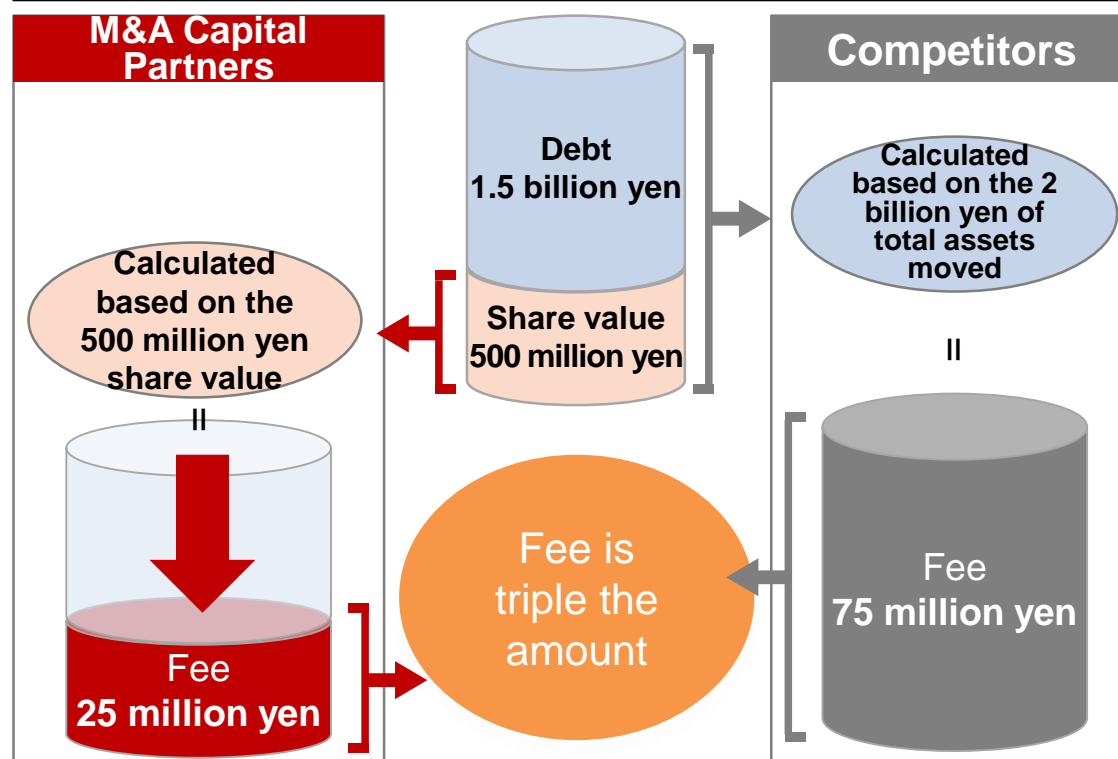 M&A Capital
Partners
Calculated
based on the
500 million yen
share value
=
Fee
25 million yen
Debt
1.5 billion yen
Share value
500 million yen
Fee is
triple the
amount
Competitors
Calculated
based on the 2
billion yen of
total assets
moved
=
Fee
75 million yen